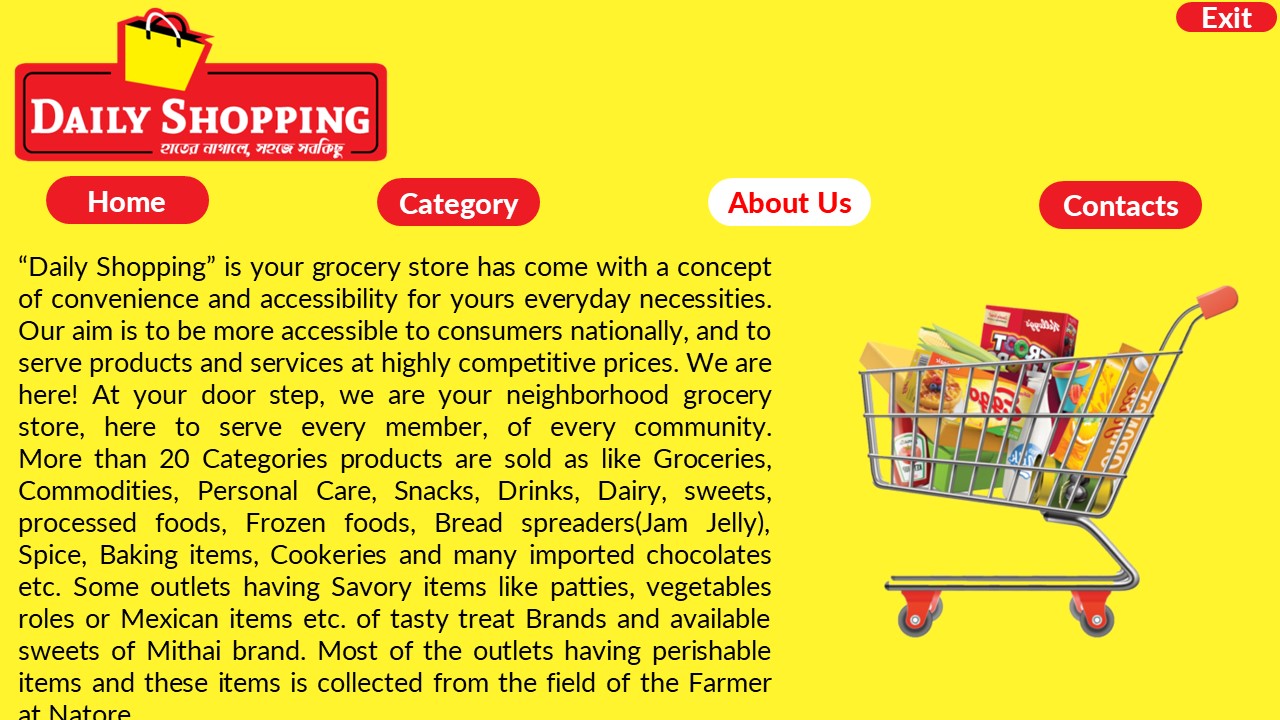 Exit
DAILY SHOPPING
হাতের নাগালে, সহজে সবকিছু
Home
Category
About Us
Contacts
“Daily Shopping” is your grocery store has come with a concept
of convenience and accessibility for yours everyday necessities.
Our aim is to be more accessible to consumers nationally, and to
serve products and services at highly competitive prices. We are
here! At your door step, we are your neighborhood grocery
store, here to serve every member, of every community.
More than 20 Categories products are sold as like Groceries,
Commodities, Personal Care, Snacks, Drinks, Dairy, sweets,
processed foods, Frozen foods, Bread spreaders(Jam Jelly),
Spice, Baking items, Cookeries and many imported chocolates
etc. Some outlets having Savory items like patties, vegetables
roles or Mexican items etc. of tasty treat Brands and available
sweets of Mithai brand. Most of the outlets having perishable
items and these items is collected from the field of the Farmer
at Natore
Kellogg's
Eggo